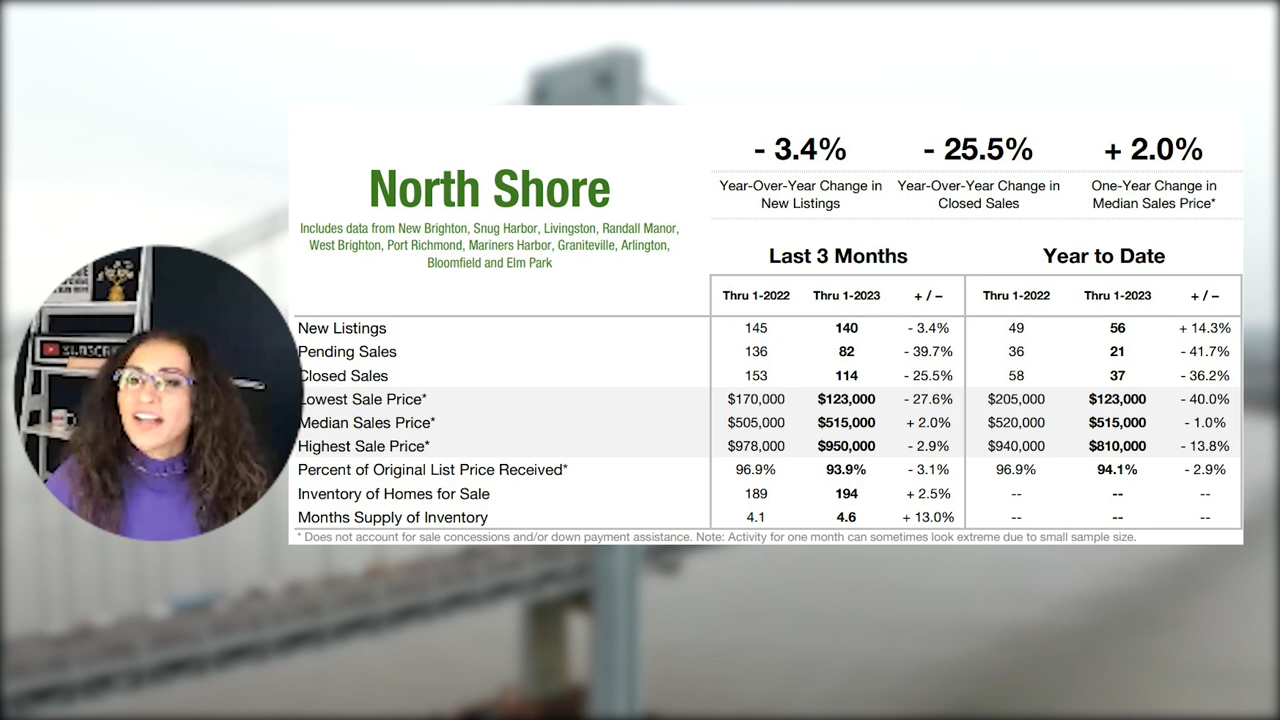 - 3.4%
- 25.5%
+ 2.0%
North Shore
Year-Over-Year Change in
New Listings
Year-Over-Year Change in
Closed Sales
One-Year Change in
Median Sales Price*
Includes data from New Brighton, Snug Harbor, Livingston, Randall Manor,
West Brighton, Port Richmond, Mariners Harbor, Graniteville, Arlington,
Bloomfield and Elm Park
Last 3 Months
Year to Date
Thru 1-2022 Thru 1-2023 + / – Thru 1-2022 Thru 1-2023 + / –
New Listings 145 140 - 3.4% 49 56 + 14.3%
Pending Sales 136 82 - 39.7% 36 21 - 41.7%
Closed Sales 153 114 - 25.5% 58 37 - 36.2%
Lowest Sale Price* $170,000 $123,000 - 27.6% $205,000 $123,000 - 40.0%
Median Sales Price* $505,000 $515,000 + 2.0% $520,000 $515,000 - 1.0%
Highest Sale Price* $978,000 $950,000 - 2.9% $940,000 $810,000 - 13.8%
Percent of Original List Price Received* 96.9% 93.9% - 3.1% 96.9% 94.1% - 2.9%
Inventory of Homes for Sale 189 194 + 2.5% -- -- --
Months Supply of Inventory 4.1 4.6 + 13.0% -- -- --
* Does not account for sale concessions and/or down payment assistance. Note: Activity for one month can sometimes look extreme due to small sample size.